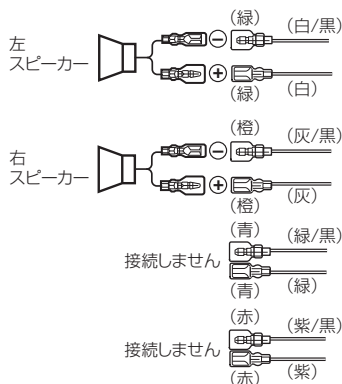 左
スピーカー
（緑）
（白/黒）
⊖
⊕
（緑）
（白）
右
スピーカー
（橙）
（灰/黒）
⊖
⊕
（橙）
（灰）
接続しません
（青）
（緑/黒）
（青）
（緑）
接続しません
（赤）
（紫/黒）
（赤）
（紫）